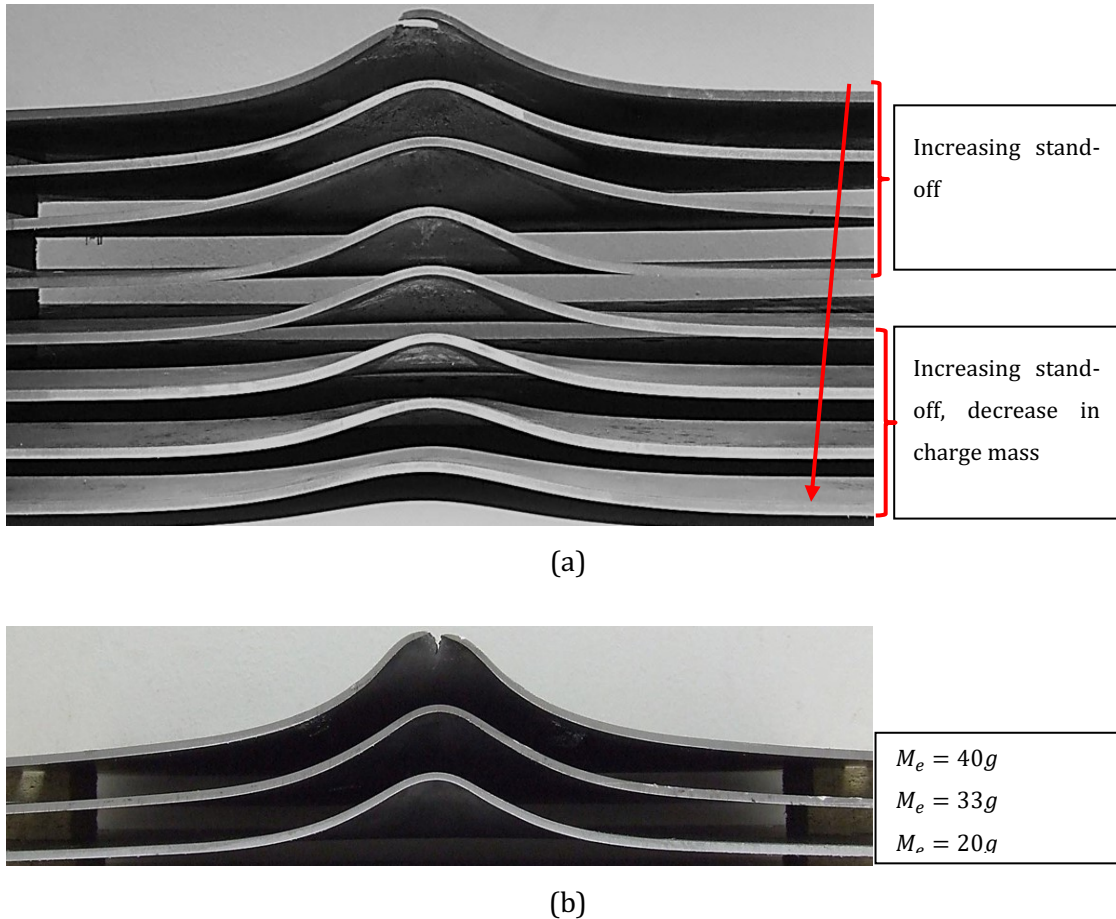 Increasing stand-
off
Increasing stand-
off, decrease in
charge mass
(a)
M_e = 40g
M_e = 33g
M_e = 20g
(b)